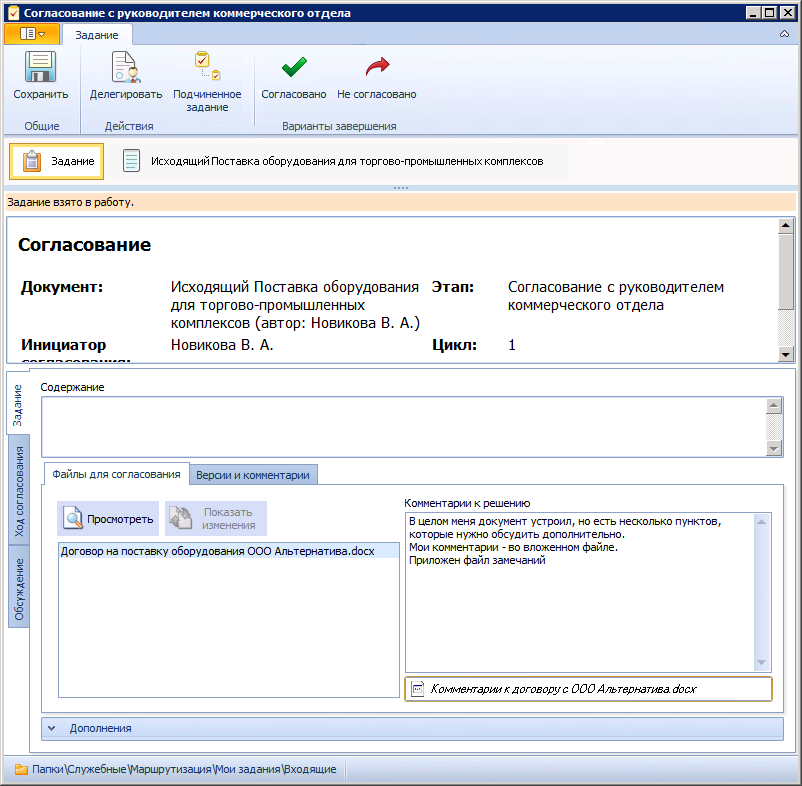 Согласование с руководителем коммерческого отдела
Задание
Сохранить
Делегировать
Подчиненное
задание
Согласовано
Не согласовано
Общие
Действия
Варианты завершения
Задание
Исходящий Поставка оборудования для торгово-промышленных комплексов
Задание взято в работу.
Согласование
Документ:
Исходящий Поставка оборудования
для торгово-промышленных
комплексов (автор: Новикова В. А.)
Этап:
Согласование с руководителем
коммерческого отдела
Инициатор
согласования:
Новикова В. А.
Цикл:
1
Задание
Ход согласования
Обсуждение
Содержание
Файлы для согласования
Версии и комментарии
Просмотреть
Показать
изменения
Договор на поставку оборудования ООО Альтернатива.docx
Комментарии к решению
В целом меня документ устроил, но есть несколько пунктов,
которые нужно обсудить дополнительно.
Мои комментарии - во вложенном файле.
Приложен файл замечаний
Комментарии к договору с ООО Альтернатива.docx
Дополнения
Папки\Служебные\Маршрутизация\Мои задания\Входящие